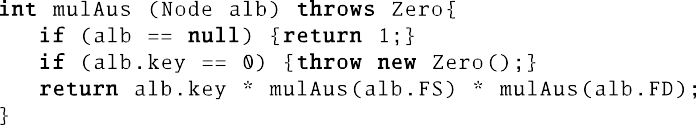 int mulAus (Node alb) throws Zero{
if (alb == null) {return 1;}
if (alb.key == 0) {throw new Zero();}
return alb.key * mulAus(alb.FS) * mulAus(alb.FD);
}